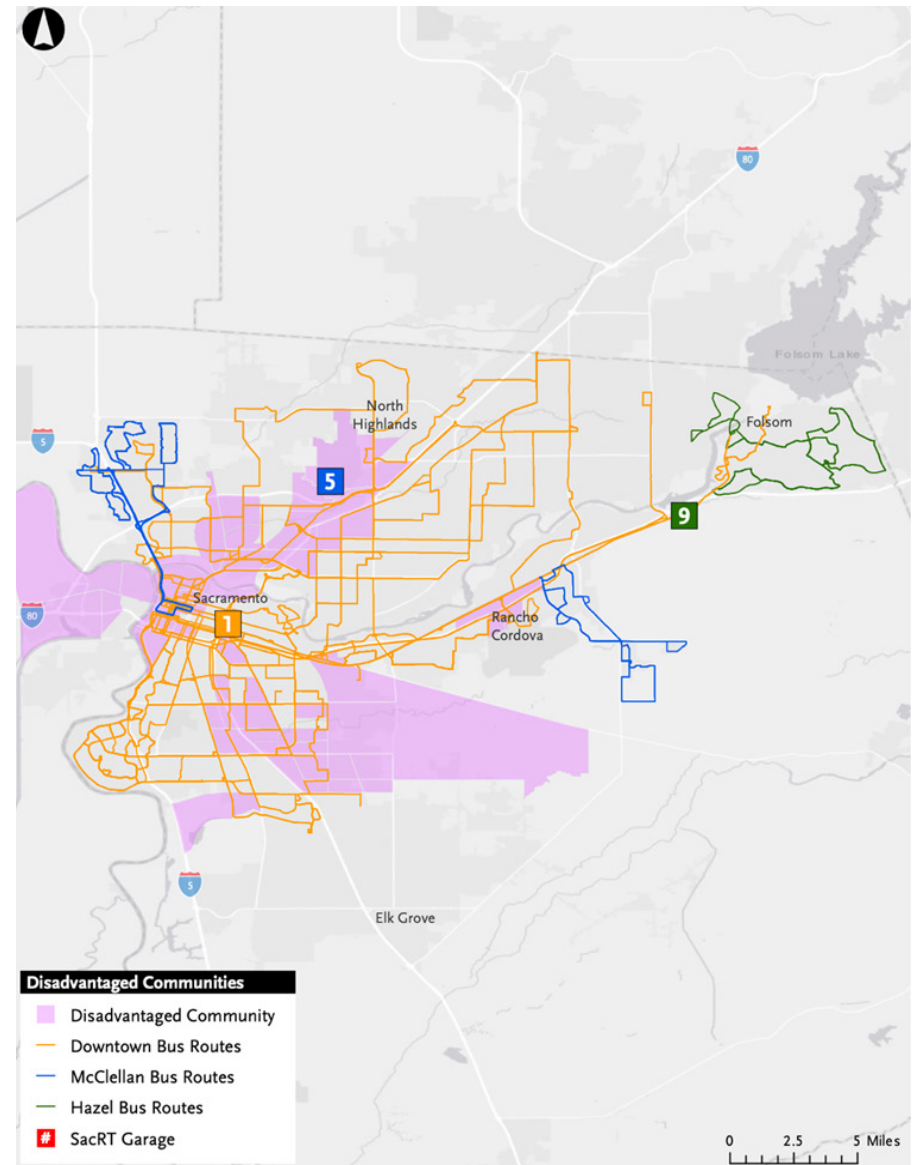 80
Folsom Lake
North
Highlands
Folsom
5
5
9
80
Sacramento
1
Rancho
Cordova
5
Elk Grove
Disadvantaged Communities
Disadvantaged Community
Downtown Bus Routes
McClellan Bus Routes
Hazel Bus Routes
# SacRT Garage
0 2.5 5 Miles